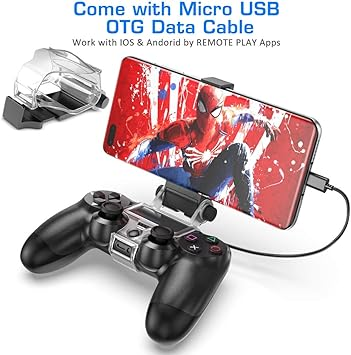 Come with Micro USB
OTG Data Cable
Work with IOS & Andorid by REMOTE PLAY Apps